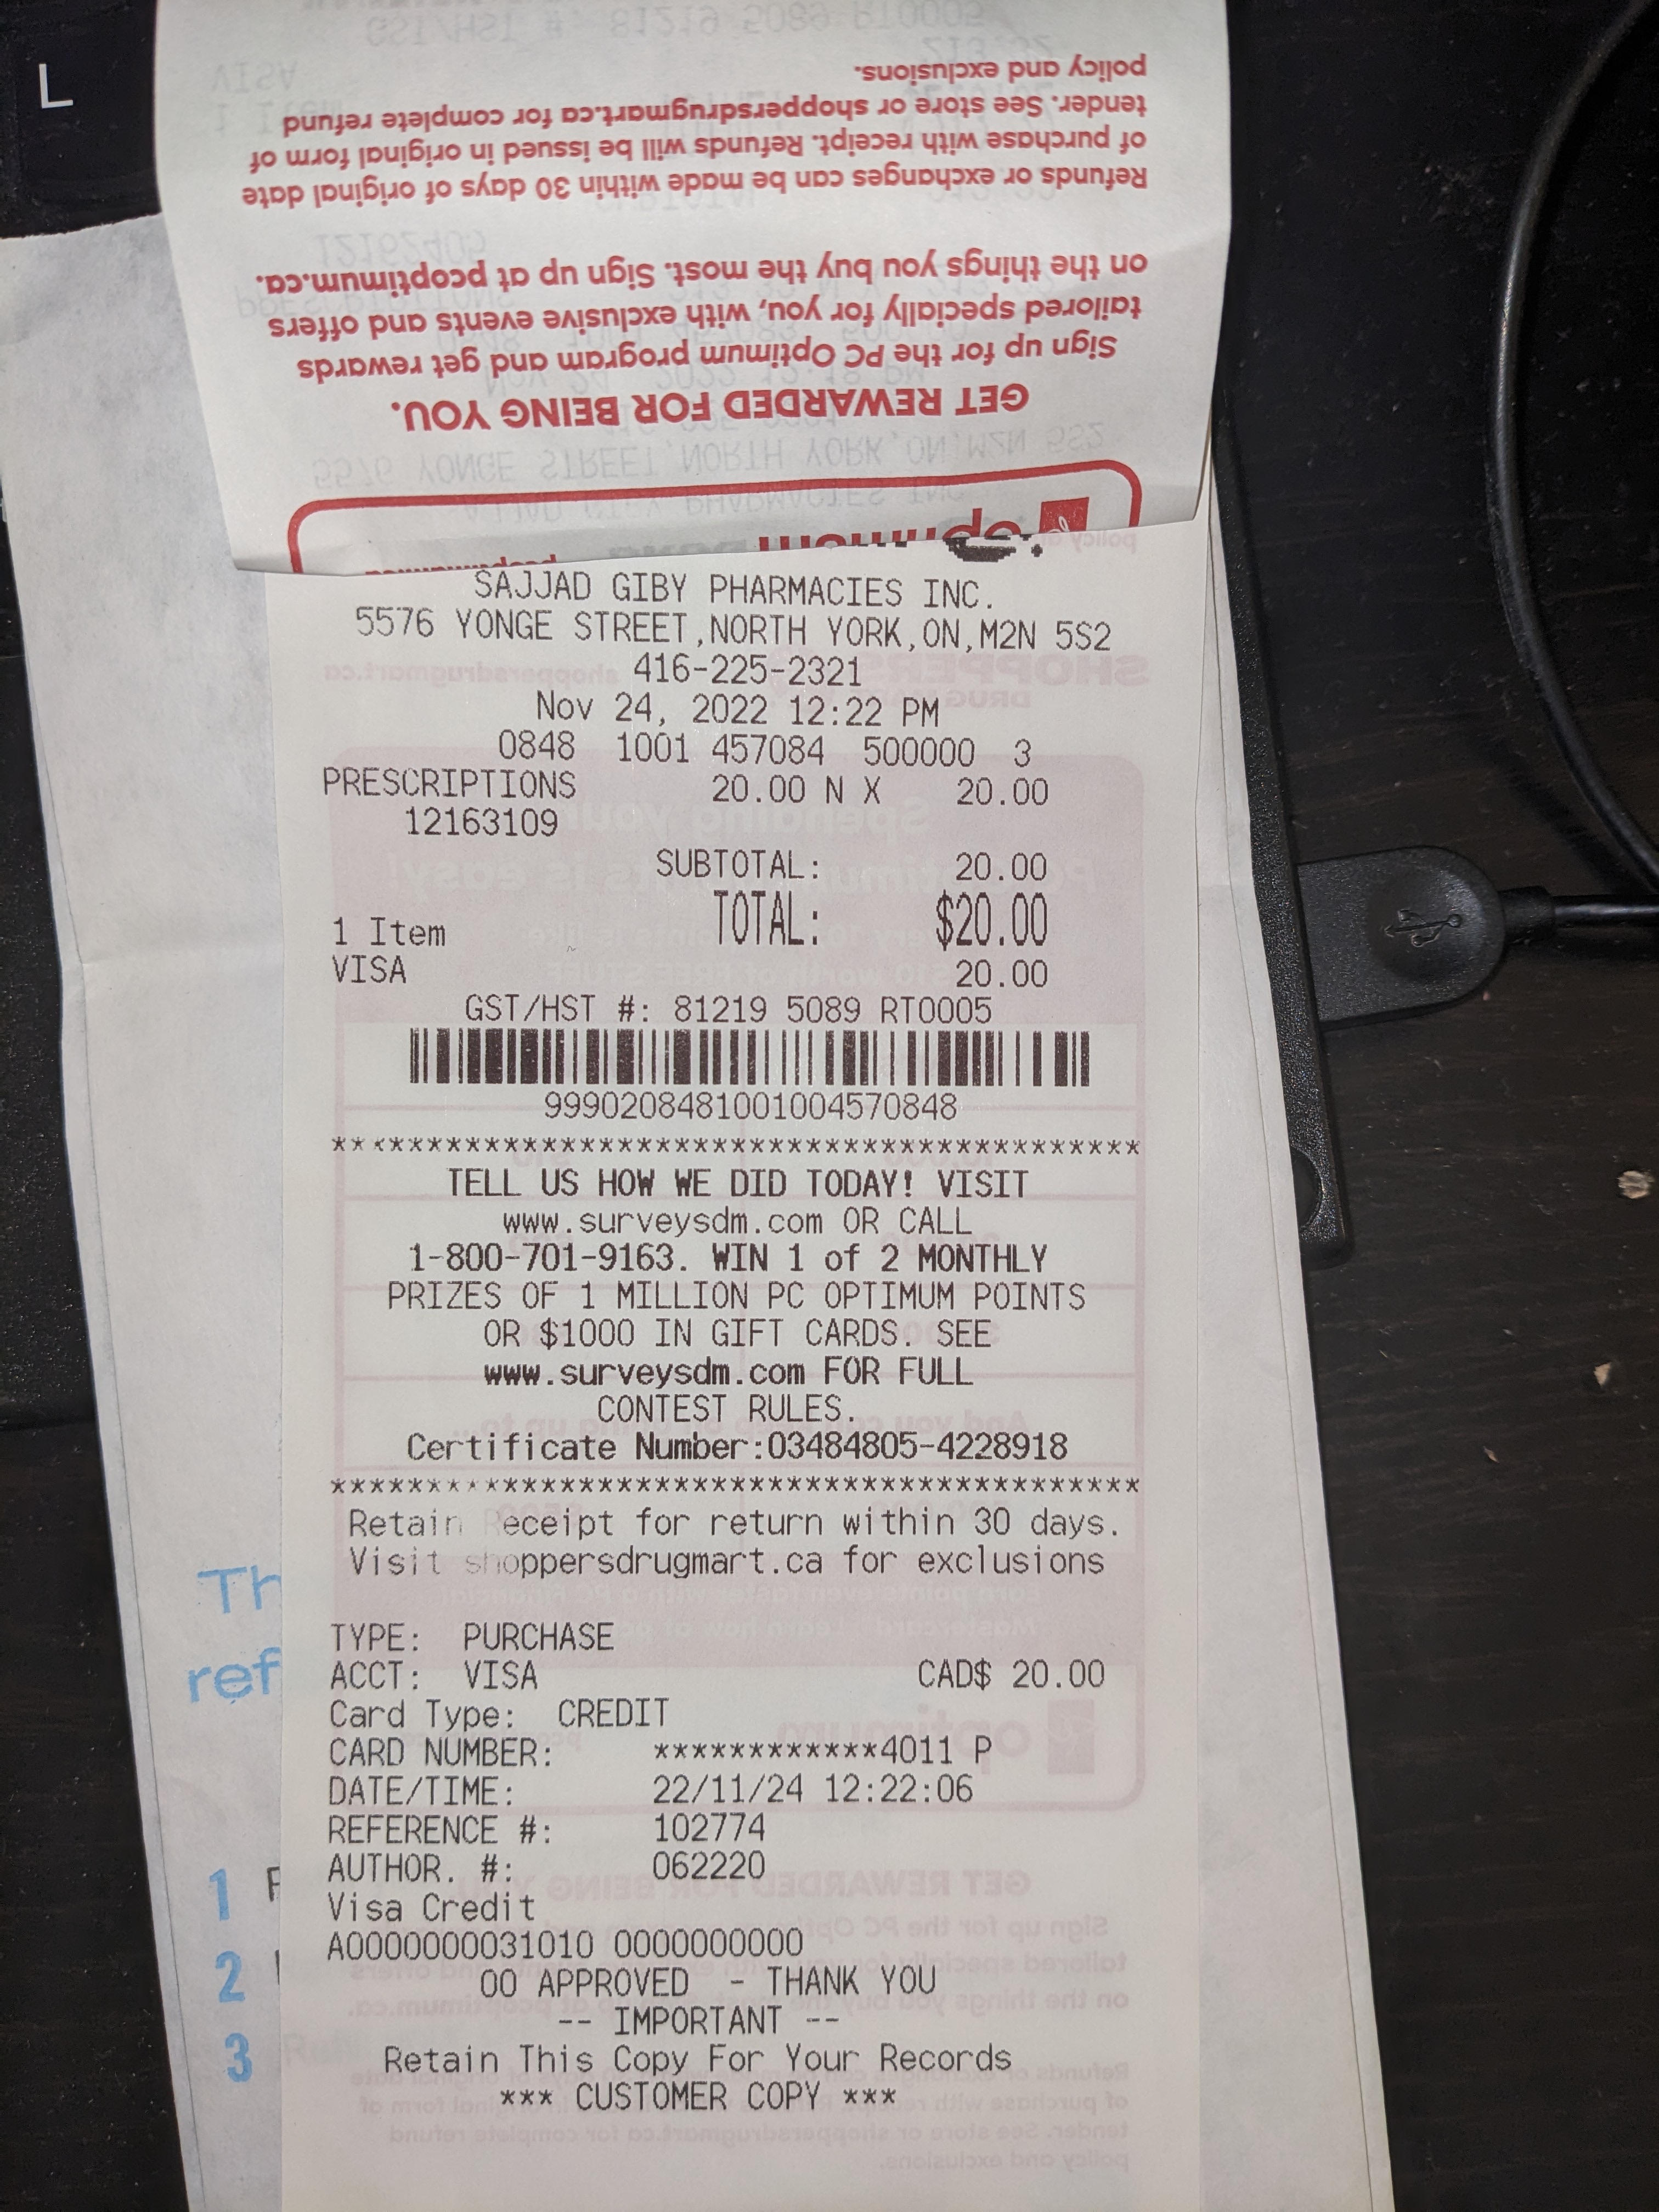 L
policy and exclusions.
tender. See store or shoppersdrugmart.ca for complete refund
of purchase with receipt. Refunds will be issued in original form of
Refunds or exchanges can be made within 30 days of original date
on the things you buy the most. Sign up at pcoptimum.ca.
tailored specially for you, with exclusive events and offers
Sign up for the PC Optimum program and get rewards
GET REWARDED FOR BEING YOU.
optimum
SAJJAD GIBY PHARMACIES INC.
5576 YONGE STREET,NORTH YORK,ON,M2N 5S2
416-225-2321
Nov 24, 2022 12:22 PM
0848 1001 457084 500000 3
PRESCRIPTIONS 20.00 N X 20.00
12163109
SUBTOTAL: 20.00
TOTAL: $20.00
1 Item
VISA 20.00
GST/HST #: 81219 5089 RT0005
9990208481001004570848
******************************************
TELL US HOW WE DID TODAY! VISIT
www.surveysdm.com OR CALL
1-800-701-9163. WIN 1 of 2 MONTHLY
PRIZES OF 1 MILLION PC OPTIMUM POINTS
OR $1000 IN GIFT CARDS. SEE
www.surveysdm.com FOR FULL
CONTEST RULES.
Certificate Number:03484805-4228918
******************************************
Retain Receipt for return within 30 days.
Visit shoppersdrugmart.ca for exclusions
Th
ref
TYPE: PURCHASE
ACCT: VISA CAD$ 20.00
Card Type: CREDIT
CARD NUMBER: ************4011 P
DATE/TIME: 22/11/24 12:22:06
REFERENCE #: 102774
AUTHOR. #: 062220
1
Visa Credit
A0000000031010 0000000000
2
00 APPROVED - THANK YOU
-- IMPORTANT --
3
Retain This Copy For Your Records
*** CUSTOMER COPY ***